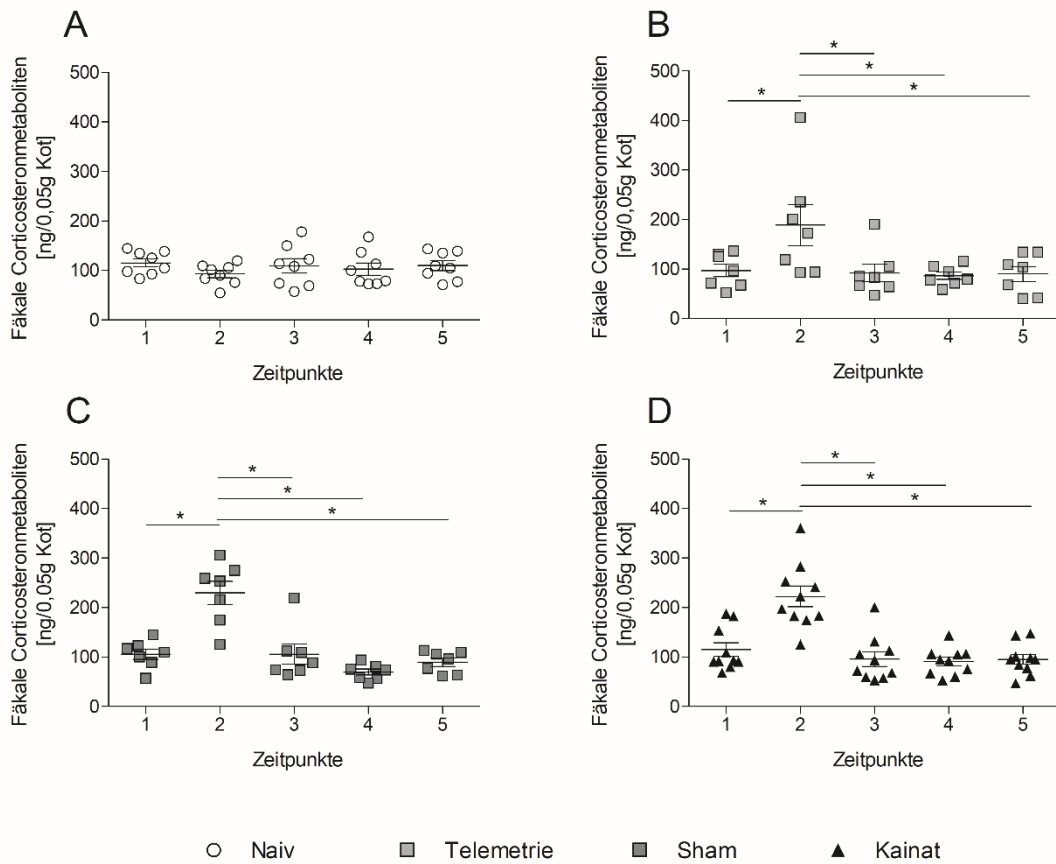 A
Fäkale Corticosteronmetaboliten
[ng/0,05g Kot]
500
400
300
200
100
0
1 2 3 4 5
Zeitpunkte
B
Fäkale Corticosteronmetaboliten
[ng/0,05g Kot]
500
400
300
200
100
0
*
*
*
*
1 2 3 4 5
Zeitpunkte
C
Fäkale Corticosteronmetaboliten
[ng/0,05g Kot]
500
400
300
200
100
0
*
*
*
*
1 2 3 4 5
Zeitpunkte
D
Fäkale Corticosteronmetaboliten
[ng/0,05g Kot]
500
400
300
200
100
0
*
*
*
*
1 2 3 4 5
Zeitpunkte
Naiv Telemetrie Sham Kainat